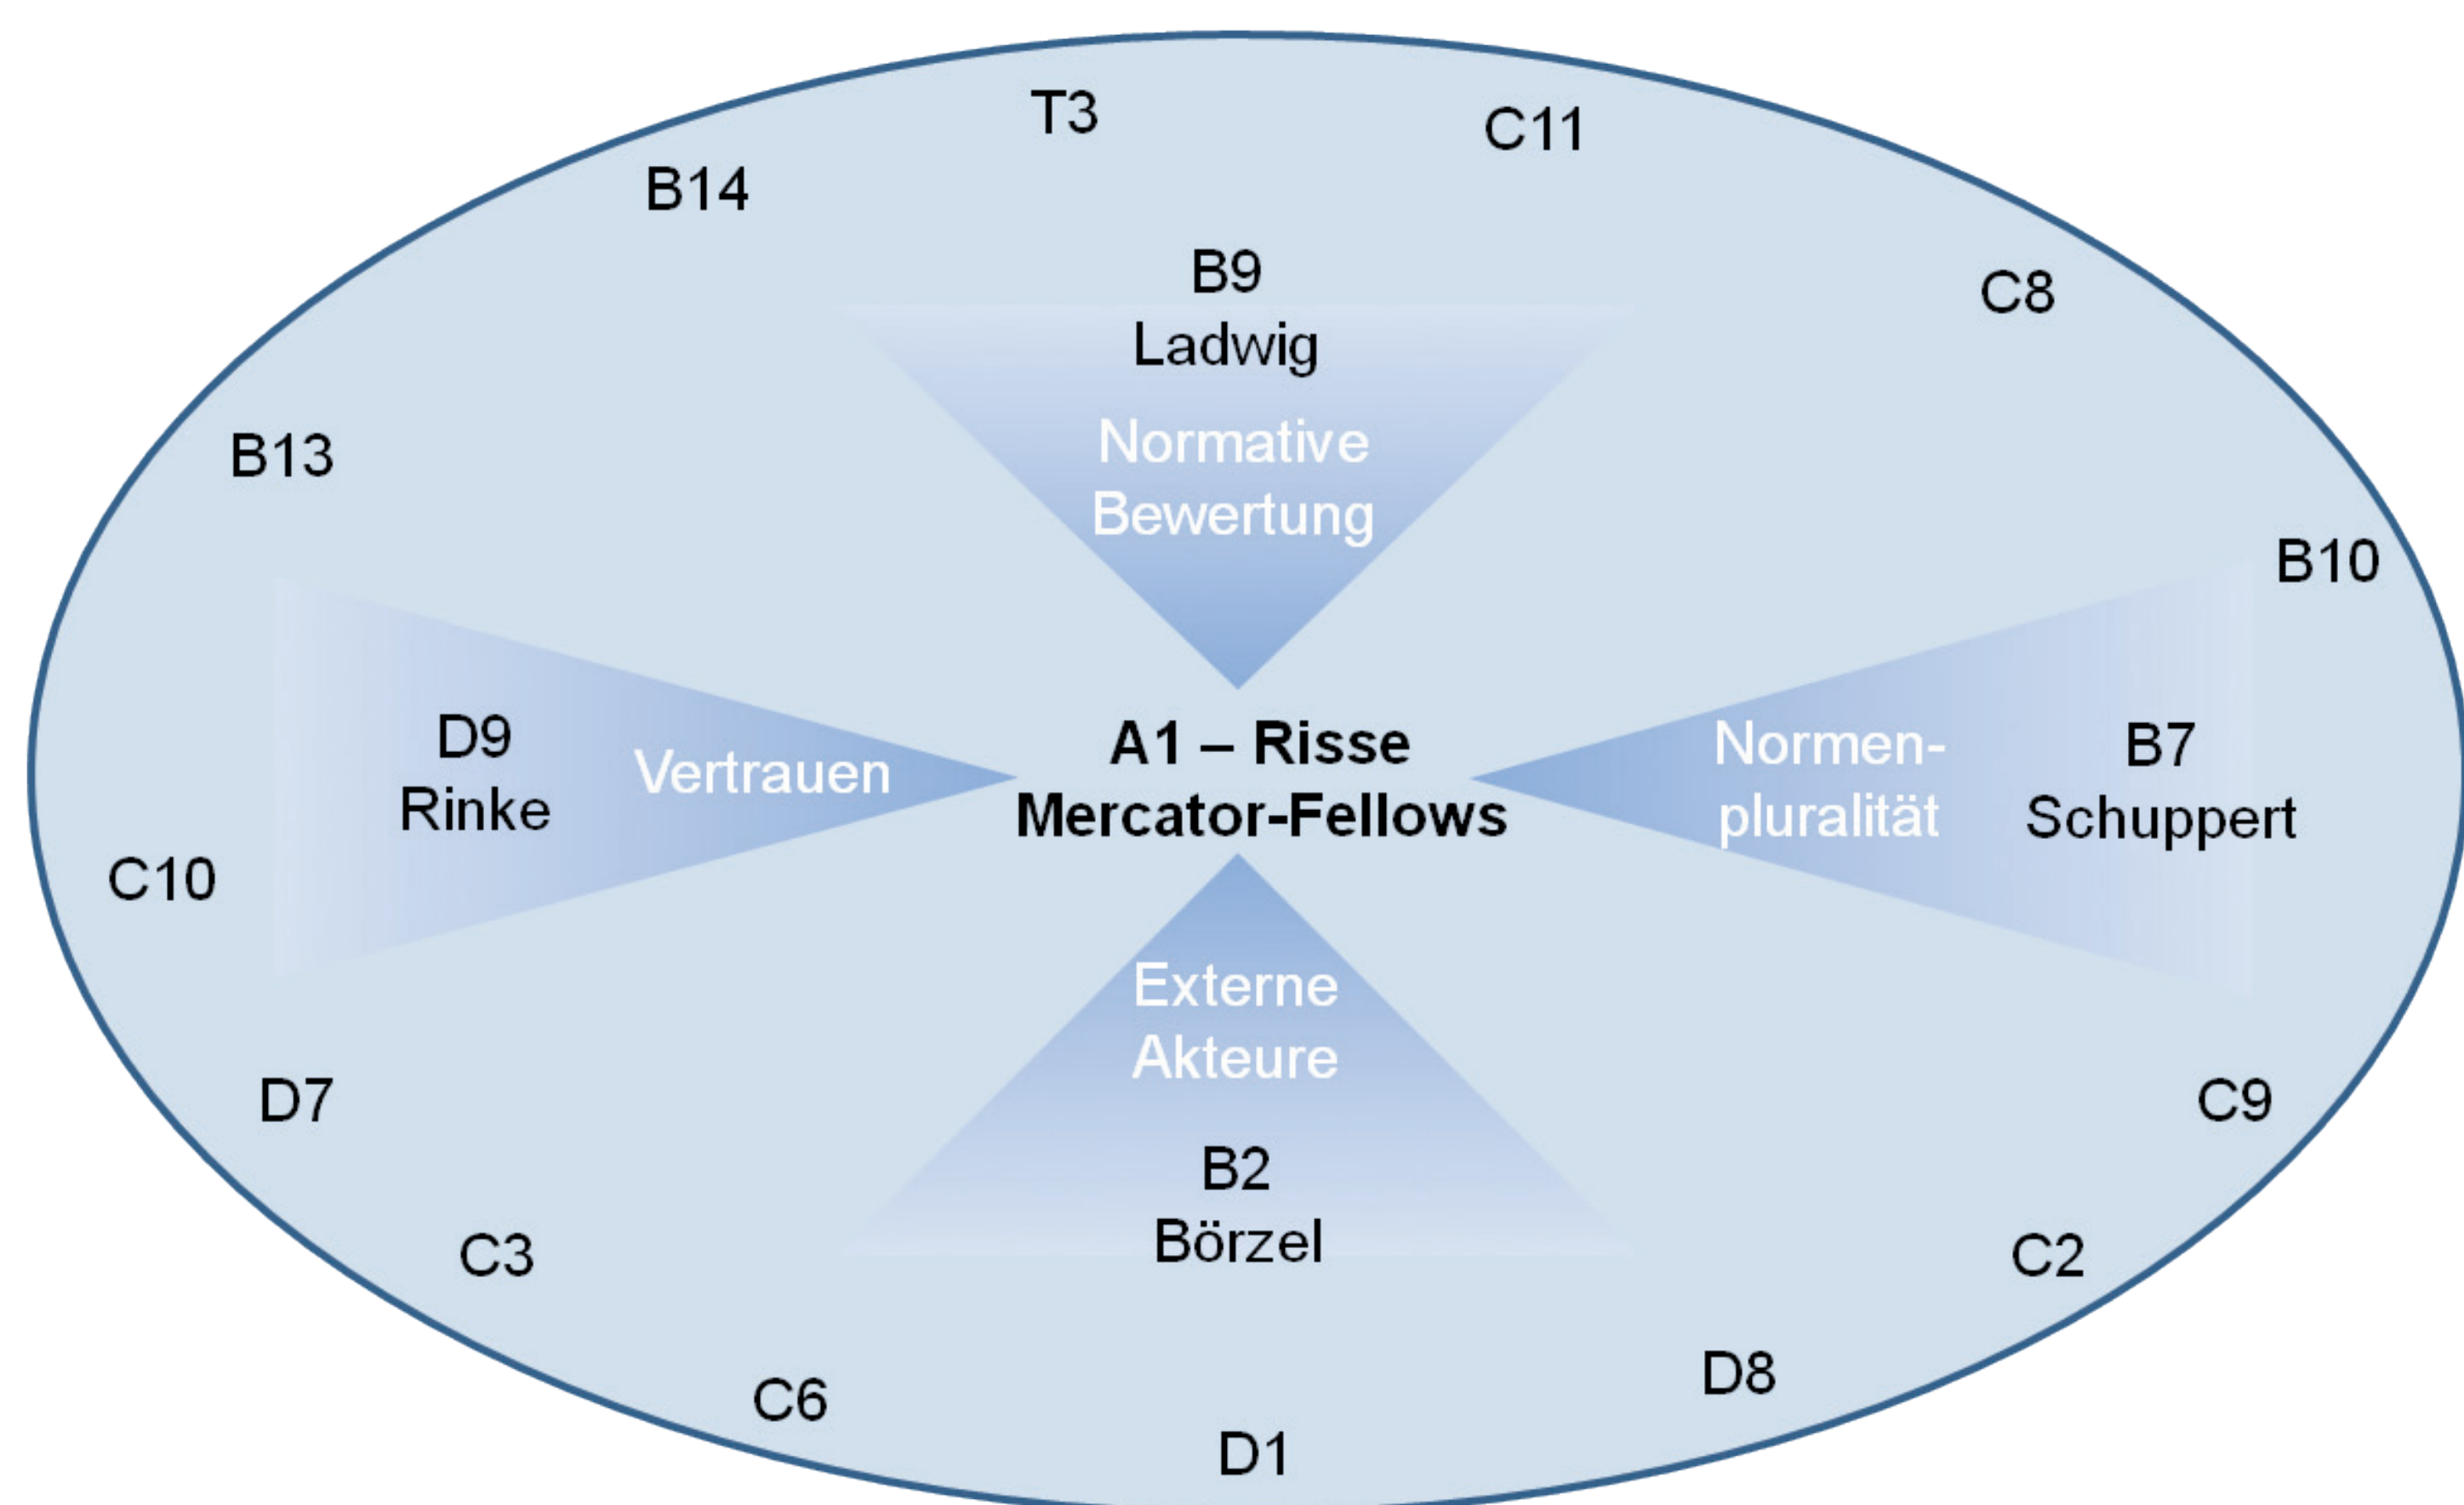 T3
C11
B14
B9
Ladwig
C8
Normative
Bewertung
B13
B10
D9
Rinke
Vertrauen
A1 – Risse
Mercator-Fellows
Normen-
pluralität
B7
Schuppert
C10
Externe
Akteure
D7
C9
B2
Börzel
C3
C2
C6
D8
D1